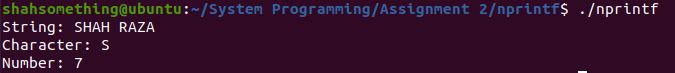 shahsomething@ubuntu:~/System Programming/Assignment 2/nprintf$ ./nprintf
String: SHAH RAZA
Character: S
Number: 7